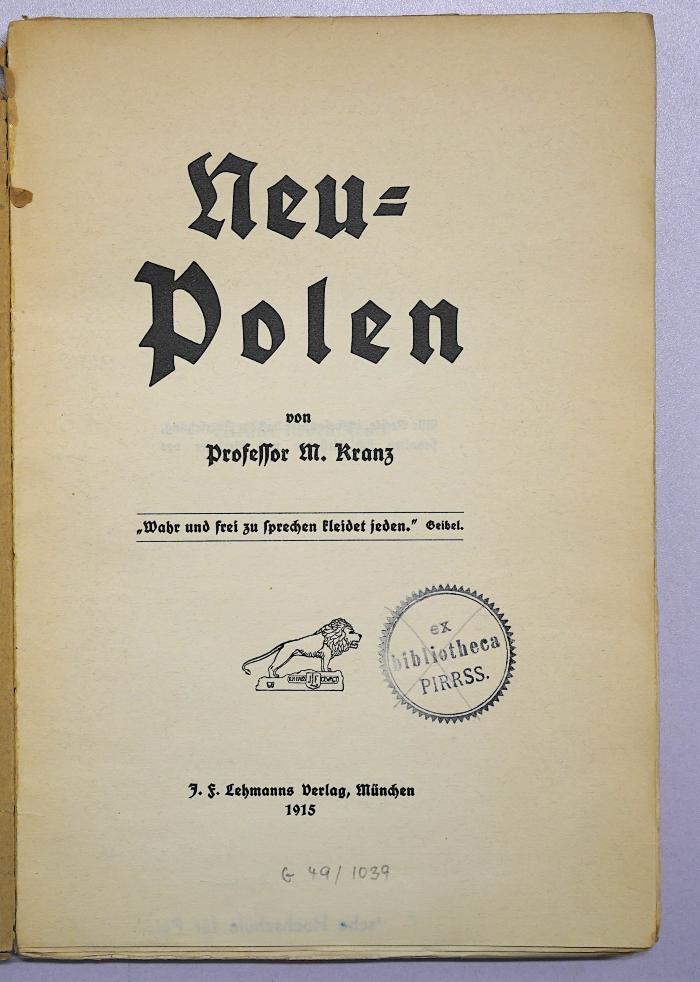 Neu-
Polen
von
Professor M. Kranz
„Wahr und frei zu sprechen kleidet jeden.” Geibel.
ex
bibliotheca
PIRRSS.
J. F. Lehmanns Verlag, München
1915
G 49/1039